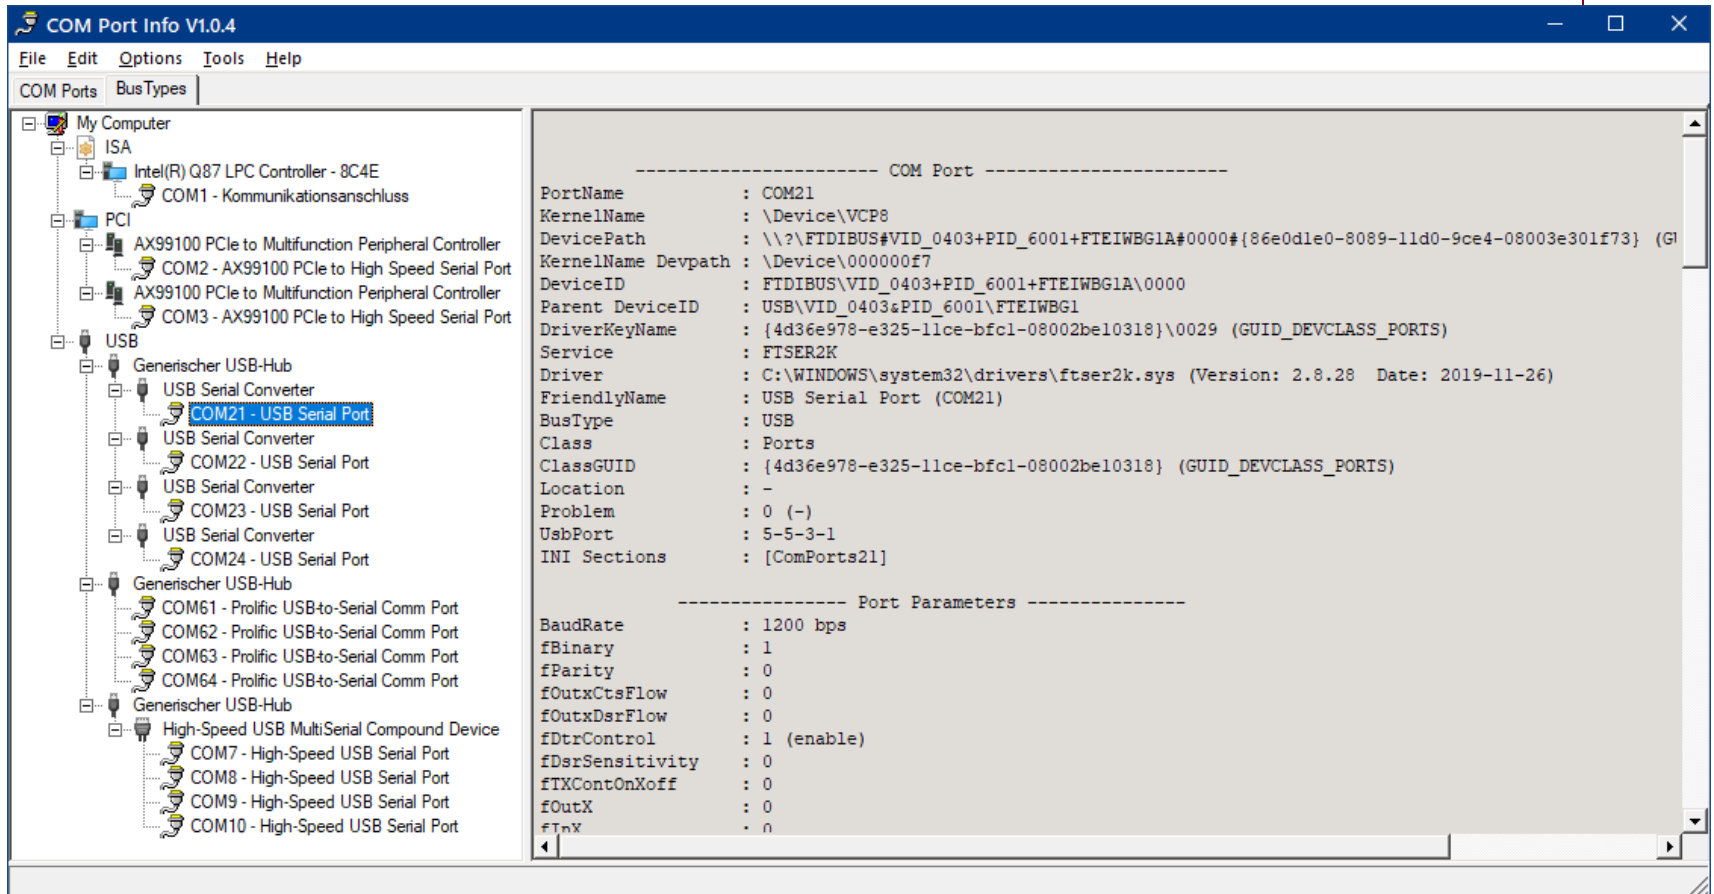 COM Port Info V1.0.4
File Edit Options Tools Help
COM Ports BusTypes
My Computer
ISA
Intel(R) Q87 LPC Controller - 8C4E
COM1 - Kommunikationsanschluss
PCI
AX99100 PCIe to Multifunction Peripheral Controller
COM2 - AX99100 PCIe to High Speed Serial Port
AX99100 PCIe to Multifunction Peripheral Controller
COM3 - AX99100 PCIe to High Speed Serial Port
USB
Generischer USB-Hub
USB Serial Converter
COM21 - USB Serial Port
USB Serial Converter
COM22 - USB Serial Port
USB Serial Converter
COM23 - USB Serial Port
USB Serial Converter
COM24 - USB Serial Port
Generischer USB-Hub
COM61 - Prolific USB-to-Serial Comm Port
COM62 - Prolific USB-to-Serial Comm Port
COM63 - Prolific USB-to-Serial Comm Port
COM64 - Prolific USB-to-Serial Comm Port
Generischer USB-Hub
High-Speed USB MultiSerial Compound Device
COM7 - High-Speed USB Serial Port
COM8 - High-Speed USB Serial Port
COM9 - High-Speed USB Serial Port
COM10 - High-Speed USB Serial Port
----------------------- COM Port -----------------------
PortName : COM21
KernelName : \Device\VCP8
DevicePath : \\?\FTDIBUS#VID_0403+PID_6001+FTEIWBG1A#0000#{86e0d1e0-8089-11d0-9ce4-08003e301f73} (GU
KernelName Devpath : \Device\000000f7
DeviceID : FTDIBUS\VID_0403+PID_6001+FTEIWBG1A\0000
Parent DeviceID : USB\VID_0403&PID_6001\FTEIWBG1
DriverKeyName : {4d36e978-e325-11ce-bfc1-08002be10318}\0029 (GUID_DEVCLASS_PORTS)
Service : FTSER2K
Driver : C:\WINDOWS\system32\drivers\ftser2k.sys (Version: 2.8.28 Date: 2019-11-26)
FriendlyName : USB Serial Port (COM21)
BusType : USB
Class : Ports
ClassGUID : {4d36e978-e325-11ce-bfc1-08002be10318} (GUID_DEVCLASS_PORTS)
Location : -
Problem : 0 (-)
UsbPort : 5-5-3-1
INI Sections : [ComPorts21]
---------------- Port Parameters ---------------
BaudRate : 1200 bps
fBinary : 1
fParity : 0
fOutxCtsFlow : 0
fOutxDsrFlow : 0
fDtrControl : 1 (enable)
fDsrSensitivity : 0
fTXContOnXoff : 0
fOutX : 0
fInX : 0